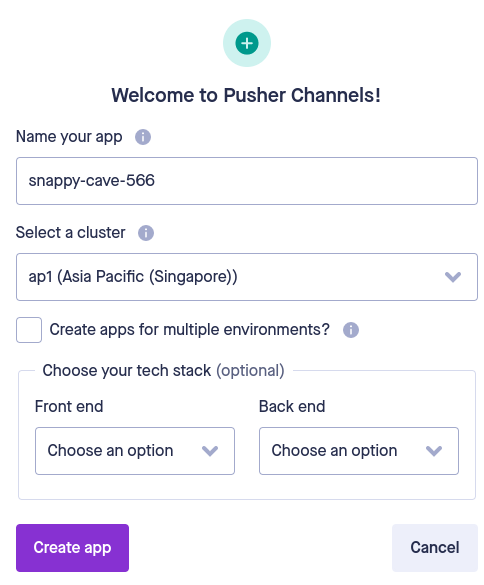 Welcome to Pusher Channels!
Name your app
snappy-cave-566
Select a cluster
ap1 (Asia Pacific (Singapore))
Create apps for multiple environments?
Choose your tech stack (optional)
Front end Back end
Choose an option Choose an option
Create app Cancel